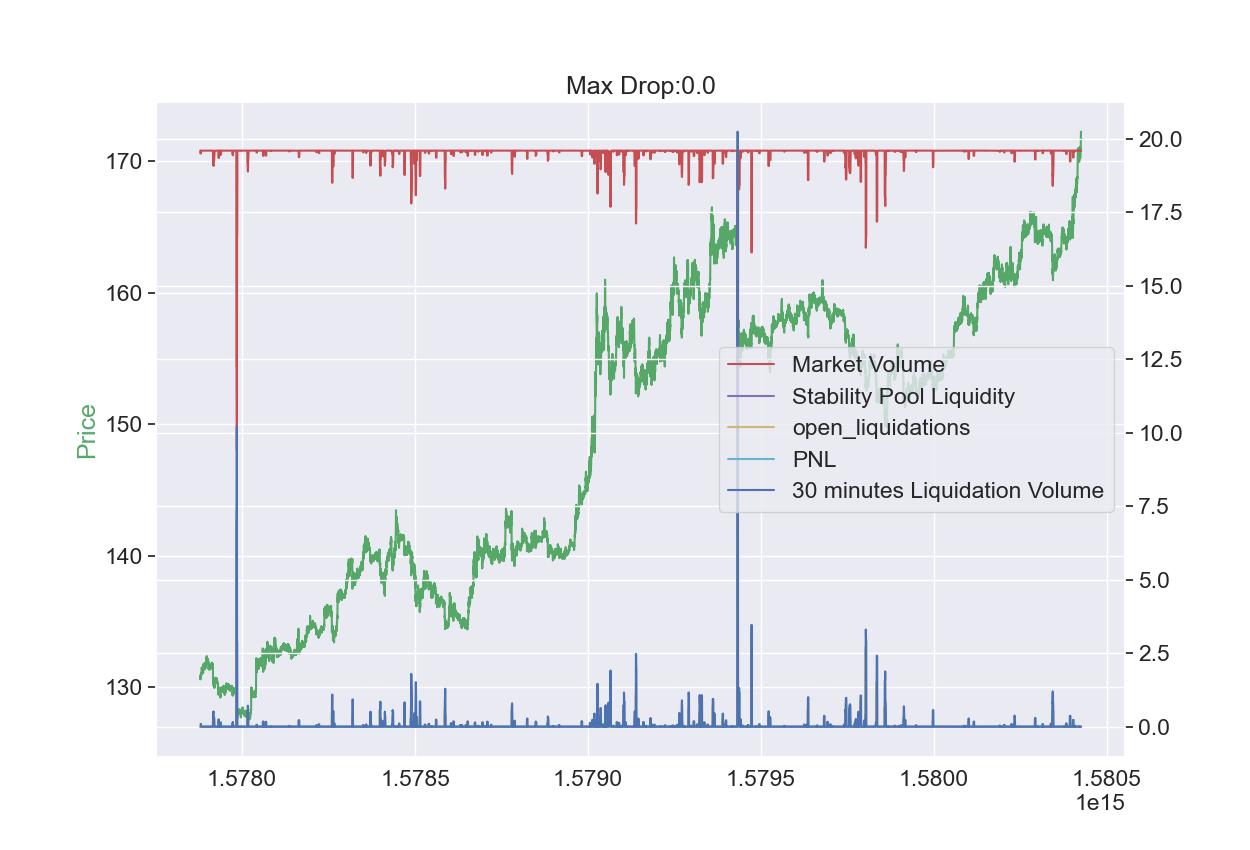 Max Drop:0.0
Price
170
160
150
140
130
20.0
17.5
15.0
12.5
10.0
7.5
5.0
2.5
0.0
Market Volume
Stability Pool Liquidity
open_liquidations
PNL
30 minutes Liquidation Volume
1.5780 1.5785 1.5790 1.5795 1.5800 1.5805
1e15